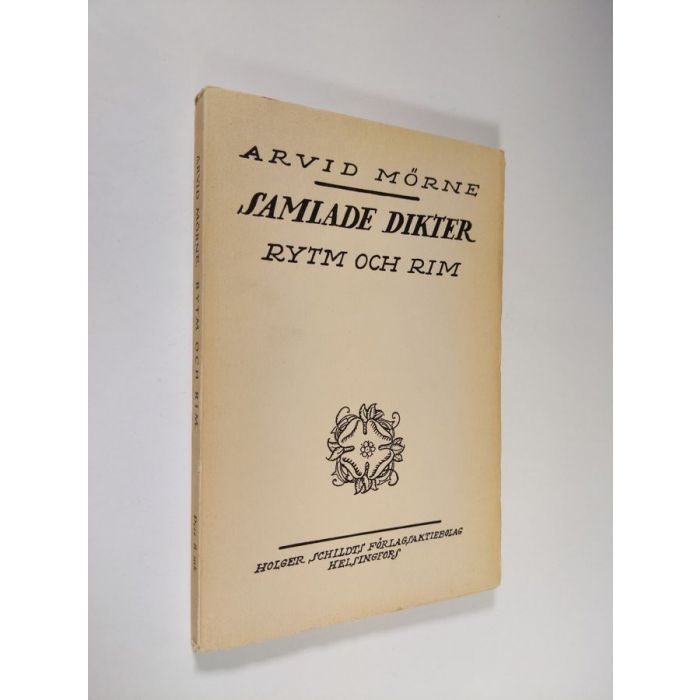 ARVID MÖRNE
SAMLADE DIKTER
RYTM OCH RIM
HOLGER SCHILDTS FÖRLAGSAKTIEBOLAG
HELSINGFORS
ARVID MÖRNE, RYTM OCH RIM